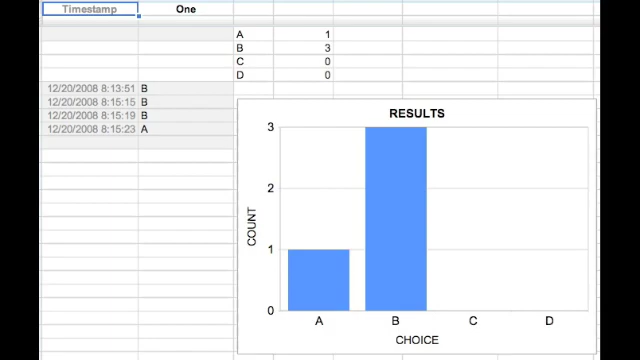 Timestamp One
A 1
B 3
C 0
D 0
12/20/2008 8:13:51 B
12/20/2008 8:15:15 B
12/20/2008 8:15:19 B
12/20/2008 8:15:23 A
RESULTS
3
2
1
0
COUNT
A B C D
CHOICE